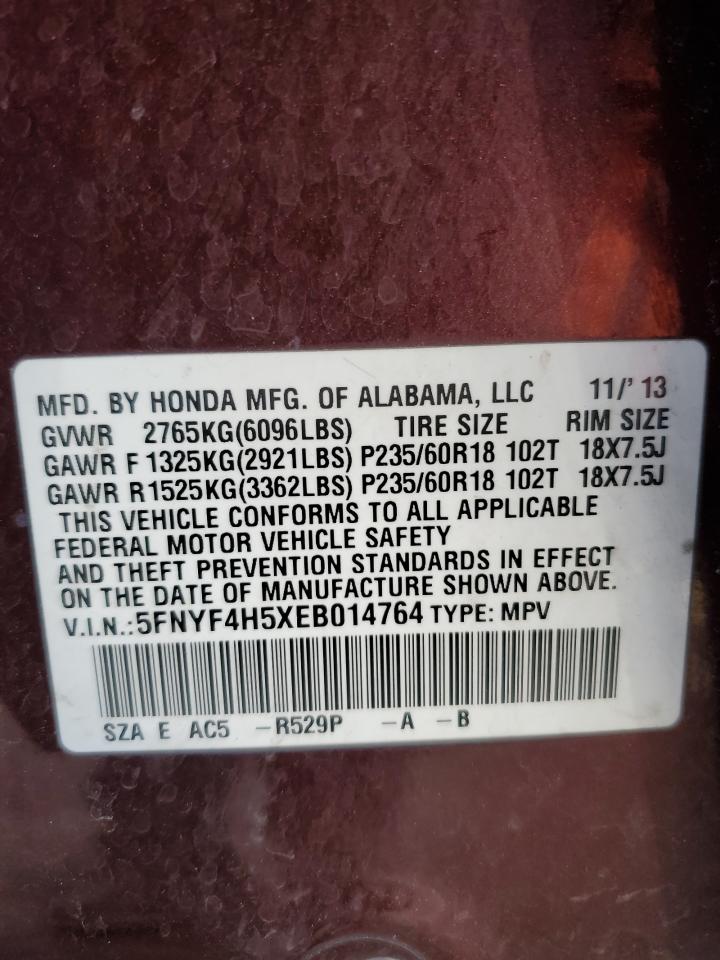 MFD. BY HONDA MFG. OF ALABAMA, LLC 11/' 13
GVWR 2765KG(6096LBS) TIRE SIZE RIM SIZE
GAWR F 1325KG(2921LBS) P235/60R18 102T 18X7.5J
GAWR R1525KG(3362LBS) P235/60R18 102T 18X7.5J
THIS VEHICLE CONFORMS TO ALL APPLICABLE
FEDERAL MOTOR VEHICLE SAFETY
AND THEFT PREVENTION STANDARDS IN EFFECT
ON THE DATE OF MANUFACTURE SHOWN ABOVE.
V.I.N.:5FNYF4H5XEB014764 TYPE: MPV
SZA E AC5 -R529P -A -B